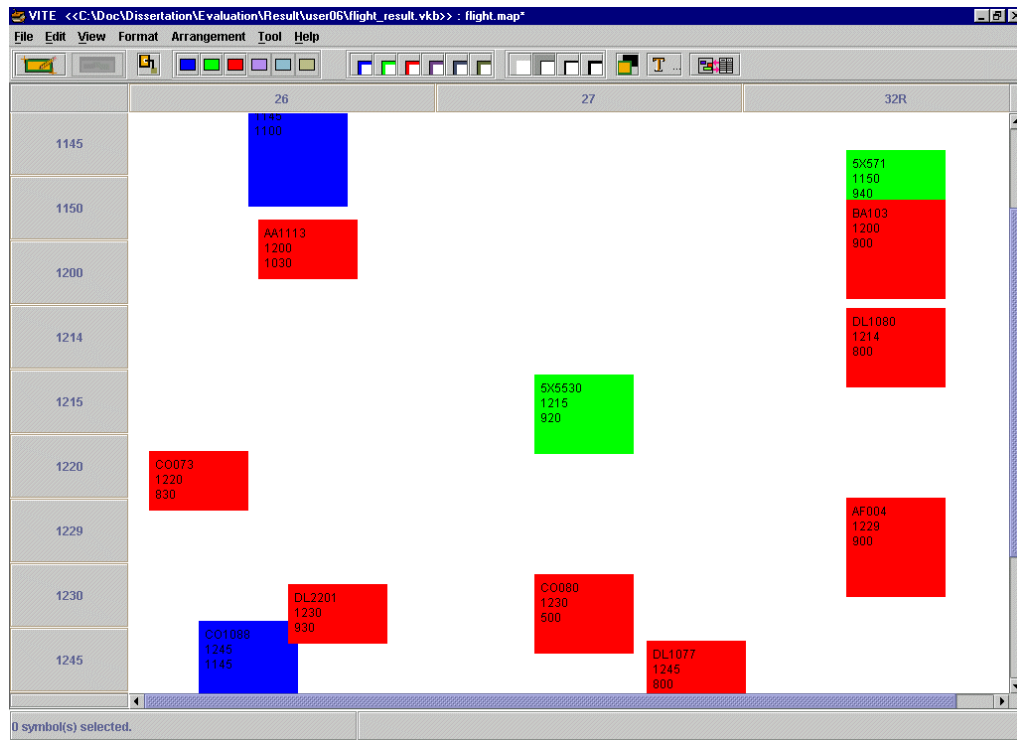 VITE <<C:\Doc\Dissertation\Evaluation\Result\user06\flight_result.vkb>> : flight.map*
File Edit View Format Arrangement Tool Help
T ...
26 27 32R
1145
1150
1200
1214
1215
1220
1229
1230
1245
1145
1100
AA1113
1200
1030
5X571
1150
940
BA103
1200
900
DL1080
1214
800
5X5530
1215
920
CO073
1220
830
AF004
1229
900
DL2201
1230
930
CO080
1230
500
CO1088
1245
1145
DL1077
1245
800
0 symbol(s) selected.